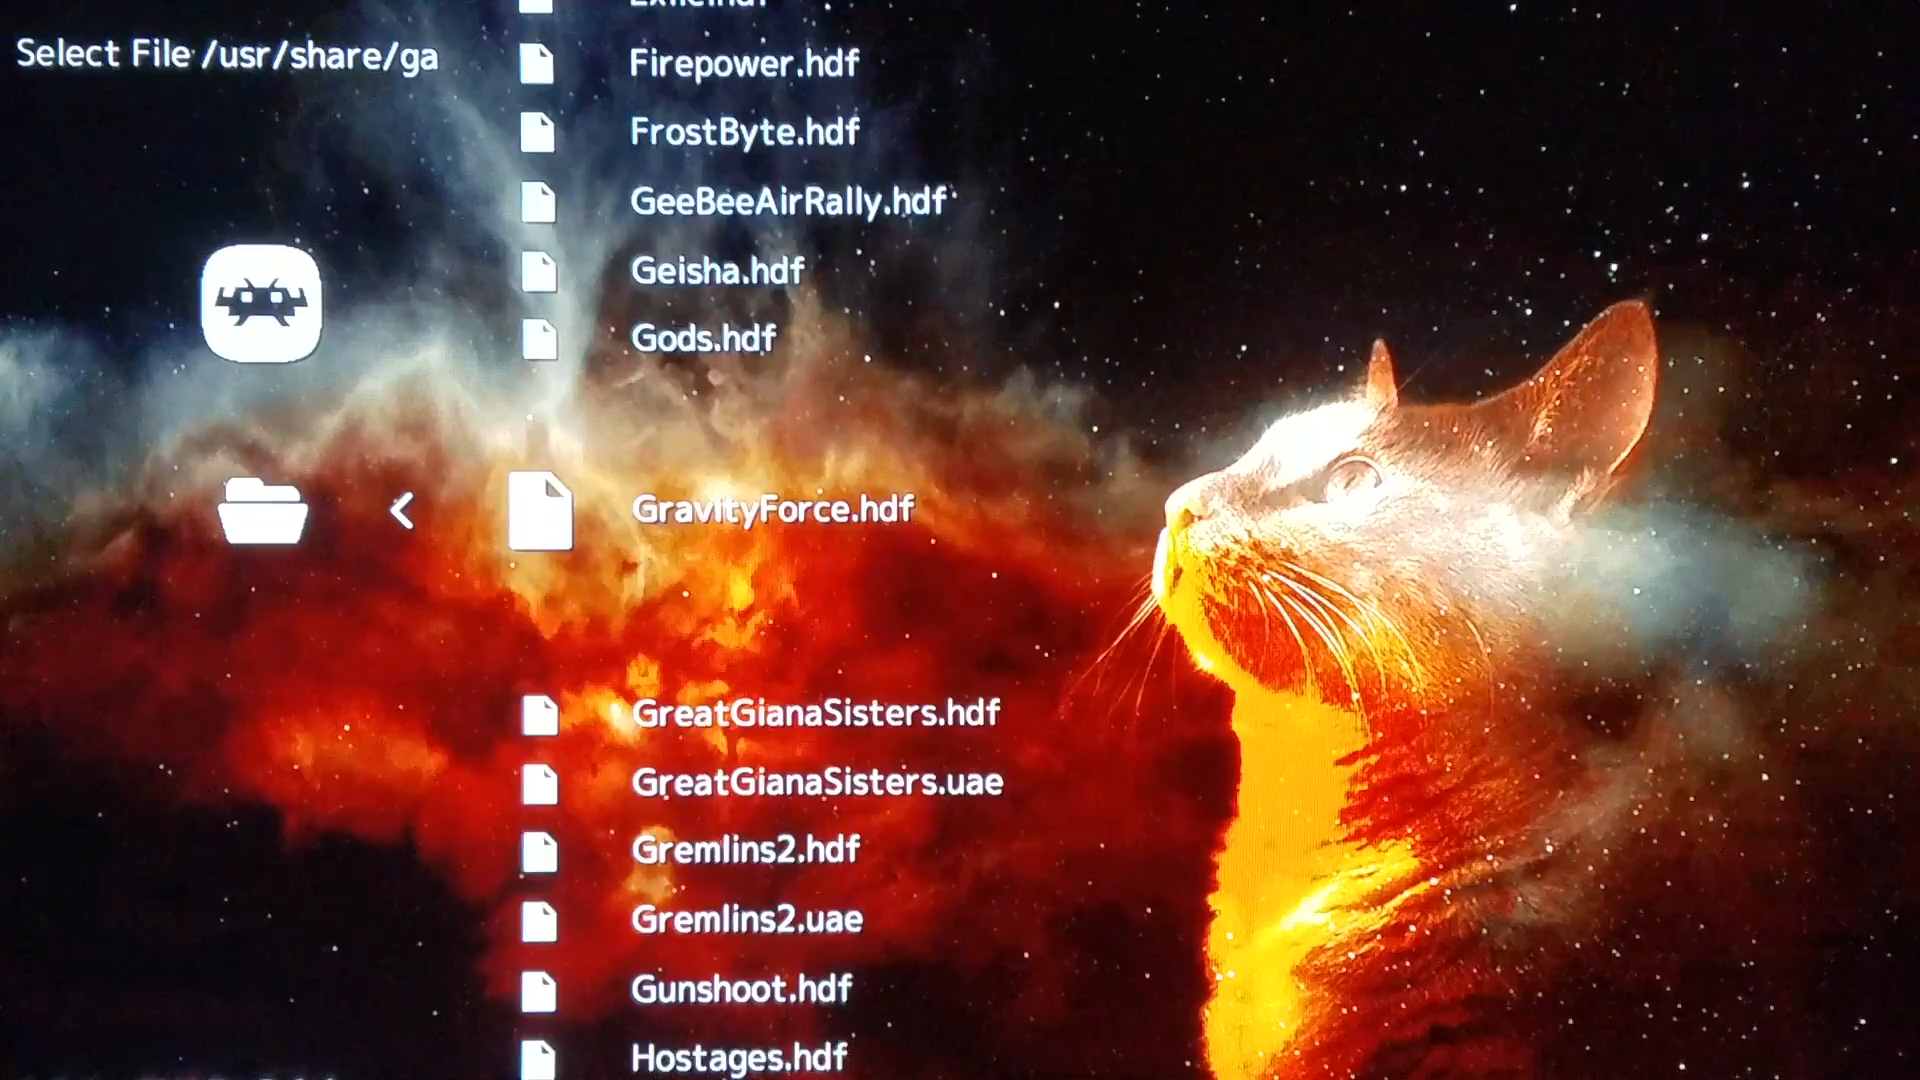 Select File /usr/share/ga
Firepower.hdf
FrostByte.hdf
GeeBeeAirRally.hdf
Geisha.hdf
Gods.hdf
GravityForce.hdf
GreatGianaSisters.hdf
GreatGianaSisters.uae
Gremlins2.hdf
Gremlins2.uae
Gunshoot.hdf
Hostages.hdf